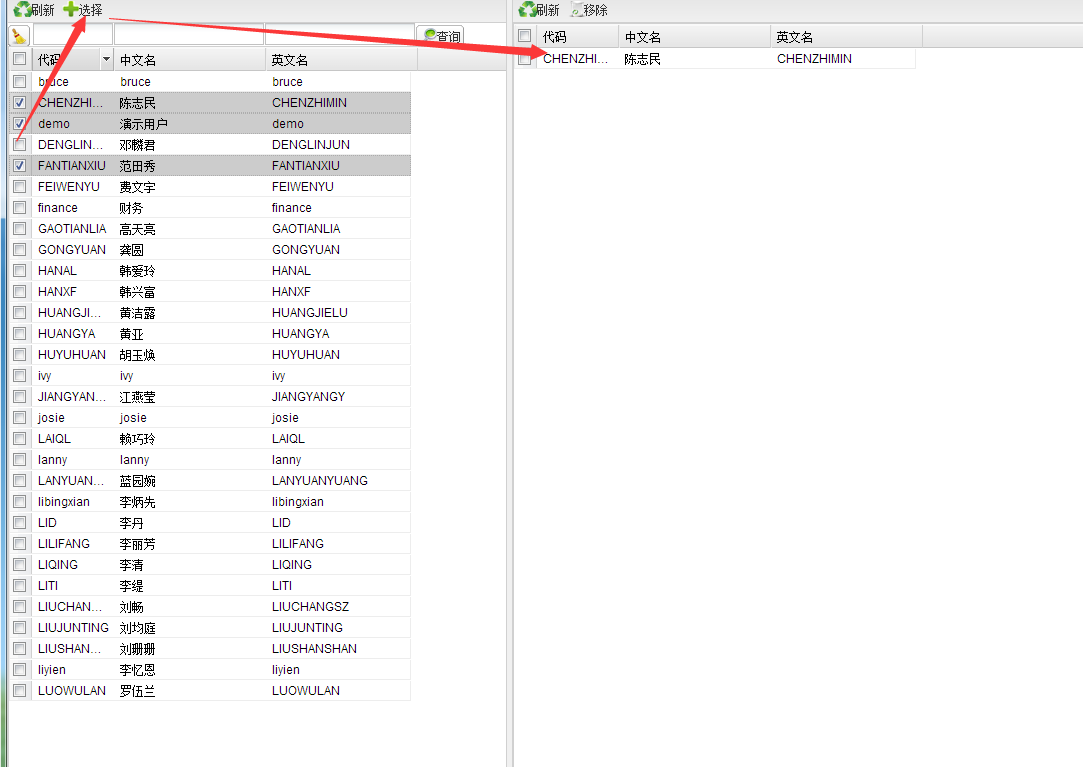 刷新 选择
查询
代码 中文名 英文名
bruce bruce bruce
CHENZHI... 陈志民 CHENZHIMIN
demo 演示用户 demo
DENGLIN... 邓麟君 DENGLINJUN
FANTIANXIU 范田秀 FANTIANXIU
FEIWENYU 费文宇 FEIWENYU
finance 财务 finance
GAOTIANLIA 高天亮 GAOTIANLIA
GONGYUAN 龚圆 GONGYUAN
HANAL 韩爱玲 HANAL
HANXF 韩兴富 HANXF
HUANGJI... 黄洁露 HUANGJIELU
HUANGYA 黄亚 HUANGYA
HUYUHUAN 胡玉焕 HUYUHUAN
ivy ivy ivy
JIANGYAN... 江燕莹 JIANGYANGY
josie josie josie
LAIQL 赖巧玲 LAIQL
lanny lanny lanny
LANYUAN... 蓝园婉 LANYUANYUANG
libingxian 李炳先 libingxian
LID 李丹 LID
LILIFANG 李丽芳 LILIFANG
LIQING 李清 LIQING
LITI 李缇 LITI
LIUCHAN... 刘畅 LIUCHANGSZ
LIUJUNTING 刘均庭 LIUJUNTING
LIUSHAN... 刘珊珊 LIUSHANSHAN
liyien 李忆恩 liyien
LUOWULAN 罗伍兰 LUOWULAN
刷新 移除
代码 中文名 英文名
CHENZHI... 陈志民 CHENZHIMIN